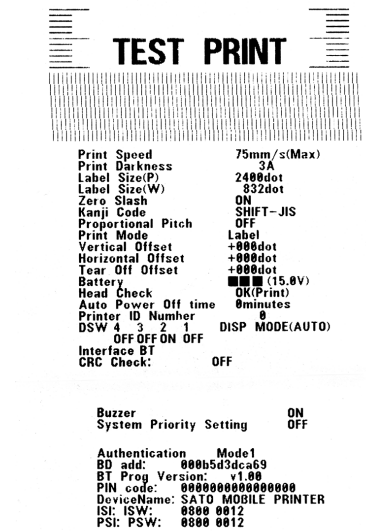 TEST PRINT
Print Speed 75mm/s(Max)
Print Darkness 3A
Label Size(P) 2400dot
Label Size(W) 832dot
Zero Slash ON
Kanji Code SHIFT-JIS
Proportional Pitch OFF
Print Mode Label
Vertical Offset +000dot
Horizontal Offset +000dot
Tear Off Offset +000dot
Battery ■■■ (15.0V)
Head Check OK(Print)
Auto Power Off time 0minutes
Printer ID Number 0
DSW 4 3 2 1 DISP MODE(AUTO)
OFF OFF ON OFF
Interface BT
CRC Check: OFF
Buzzer ON
System Priority Setting OFF
Authentication Mode1
BD add: 000b5d3dca69
BT Prog Version: v1.00
PIN code: 0000000000000000
DeviceName: SATO MOBILE PRINTER
ISI: ISW: 0800 0012
PSI: PSW: 0800 0012